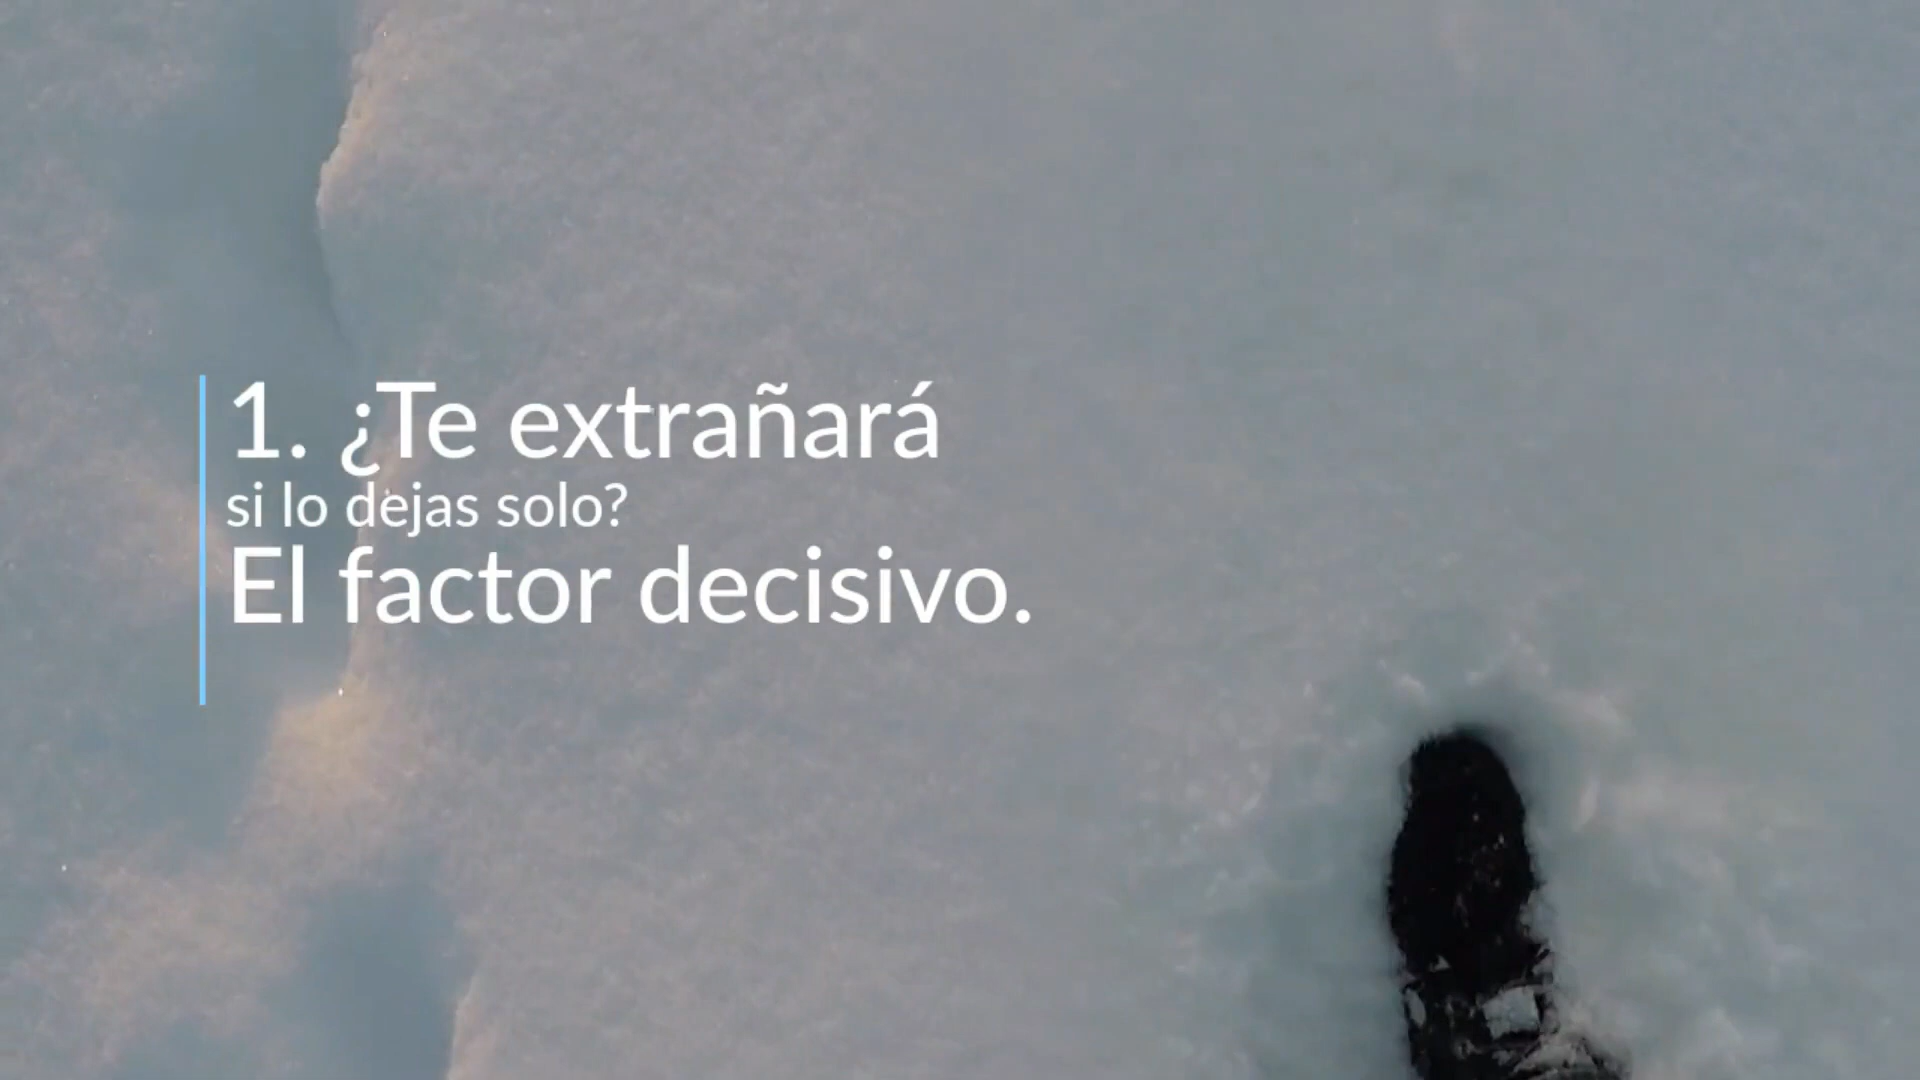 1. ¿Te extrañará
si lo dejas solo?
El factor decisivo.